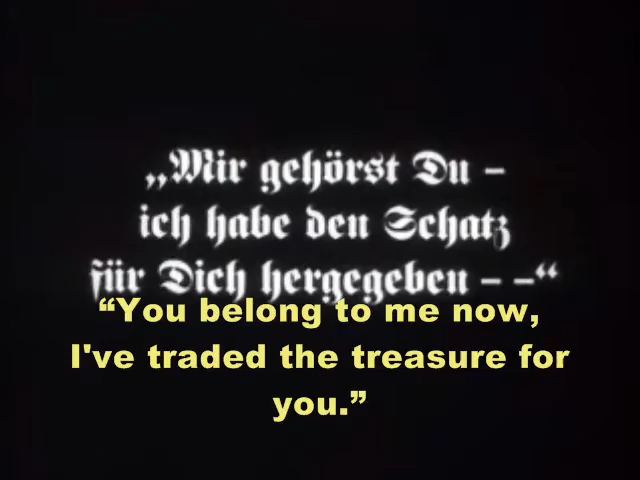 „Mir gehörst Du –
ich habe den Schatz
für Dich hergegeben – –“
“You belong to me now,
I've traded the treasure for
you.”